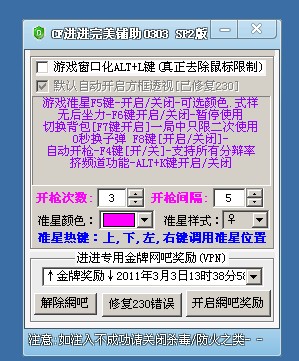 CF进进完美辅助0303 SP2版
游戏窗口化ALT+L键(真正去除鼠标限制)
默认自动开启方框透视[已修复230]
游戏准星F5键-开启/关闭-可选颜色.式样
无后坐力-F6键开启/关闭-暂停使用
切换背包[F7键开启]一局中只限二次使用
0秒换子弹 F8键[开启/关闭]-
自动开枪-F4键[开/关]-支持所有分辨率
挤频道功能-ALT+K键开启/关闭
开枪次数: 3 开枪间隔: 5
准星颜色: 准星样式: ♀
准星热键:上,下,左,右键调用准星位置
进进专用金牌网吧奖励(VPN)
↑金牌奖励↓2011年3月3日13时38分5
解除網吧 修复230错误 开启網吧奖励
注意.如注入不成功请关闭杀毒/防火之类- -